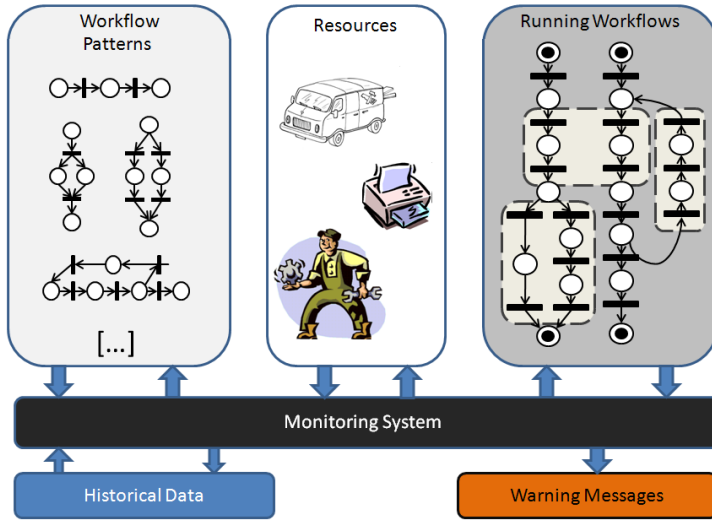 Workflow
Patterns
Resources
Running Workflows
[...]
Monitoring System
Historical Data
Warning Messages